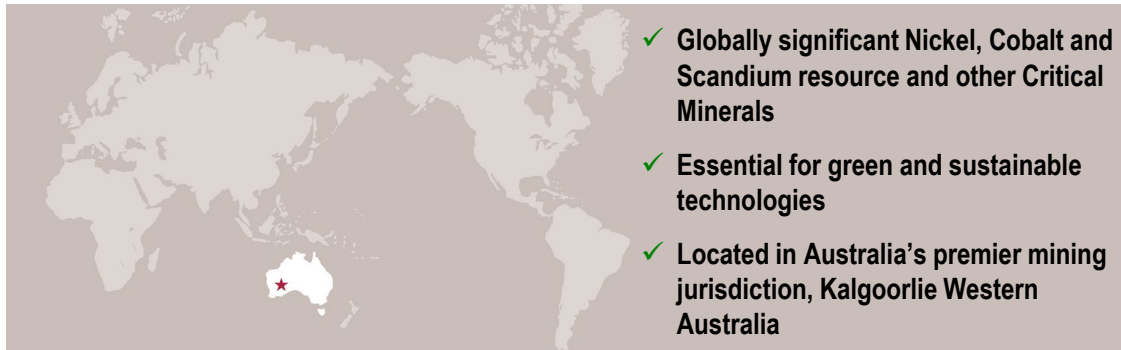 ✓ Globally significant Nickel, Cobalt and
Scandium resource and other Critical
Minerals
✓ Essential for green and sustainable
technologies
✓ Located in Australia’s premier mining
jurisdiction, Kalgoorlie Western
Australia